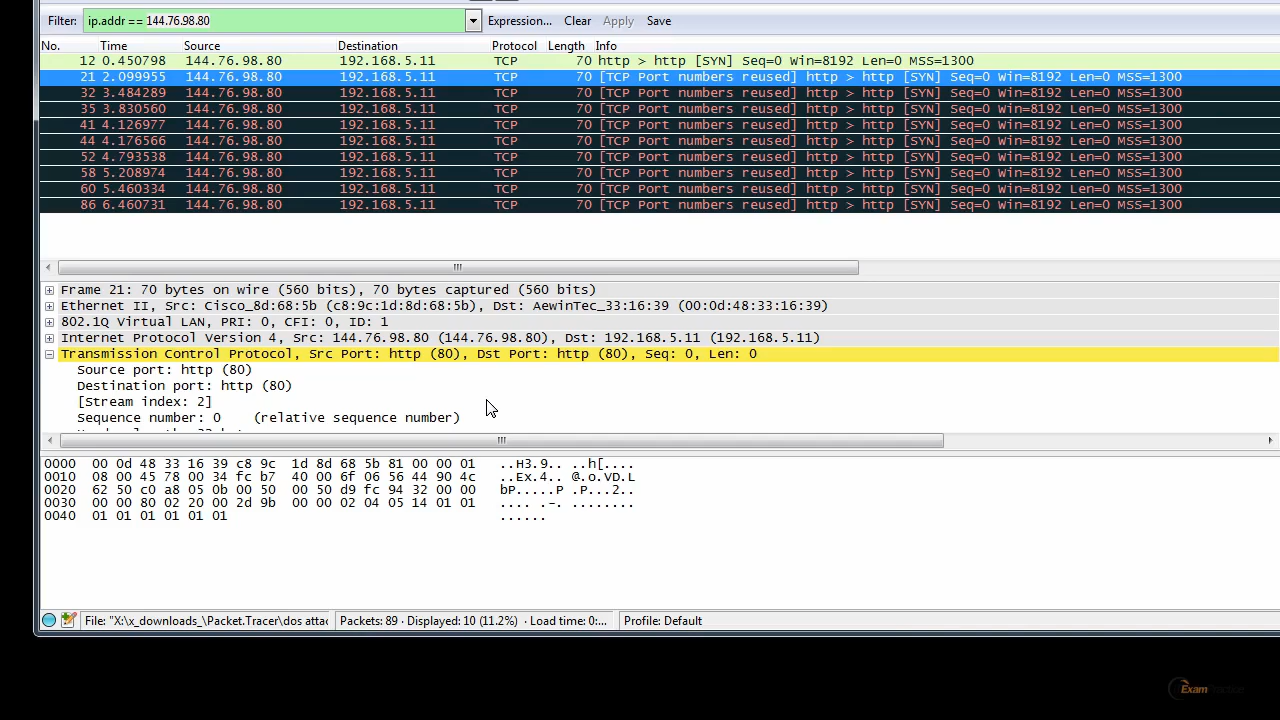 Filter: ip.addr == 144.76.98.80 Expression... Clear Apply Save
No. Time Source Destination Protocol Length Info
12 0.450798 144.76.98.80 192.168.5.11 TCP 70 http > http [SYN] Seq=0 Win=8192 Len=0 MSS=1300
21 2.099955 144.76.98.80 192.168.5.11 TCP 70 [TCP Port numbers reused] http > http [SYN] Seq=0 Win=8192 Len=0 MSS=1300
32 3.484289 144.76.98.80 192.168.5.11 TCP 70 [TCP Port numbers reused] http > http [SYN] Seq=0 Win=8192 Len=0 MSS=1300
35 3.830560 144.76.98.80 192.168.5.11 TCP 70 [TCP Port numbers reused] http > http [SYN] Seq=0 Win=8192 Len=0 MSS=1300
41 4.126977 144.76.98.80 192.168.5.11 TCP 70 [TCP Port numbers reused] http > http [SYN] Seq=0 Win=8192 Len=0 MSS=1300
44 4.176566 144.76.98.80 192.168.5.11 TCP 70 [TCP Port numbers reused] http > http [SYN] Seq=0 Win=8192 Len=0 MSS=1300
52 4.793538 144.76.98.80 192.168.5.11 TCP 70 [TCP Port numbers reused] http > http [SYN] Seq=0 Win=8192 Len=0 MSS=1300
58 5.208974 144.76.98.80 192.168.5.11 TCP 70 [TCP Port numbers reused] http > http [SYN] Seq=0 Win=8192 Len=0 MSS=1300
60 5.460334 144.76.98.80 192.168.5.11 TCP 70 [TCP Port numbers reused] http > http [SYN] Seq=0 Win=8192 Len=0 MSS=1300
86 6.460731 144.76.98.80 192.168.5.11 TCP 70 [TCP Port numbers reused] http > http [SYN] Seq=0 Win=8192 Len=0 MSS=1300
Frame 21: 70 bytes on wire (560 bits), 70 bytes captured (560 bits)
Ethernet II, Src: Cisco_8d:68:5b (c8:9c:1d:8d:68:5b), Dst: AewinTec_33:16:39 (00:0d:48:33:16:39)
802.1Q Virtual LAN, PRI: 0, CFI: 0, ID: 1
Internet Protocol Version 4, Src: 144.76.98.80 (144.76.98.80), Dst: 192.168.5.11 (192.168.5.11)
Transmission Control Protocol, Src Port: http (80), Dst Port: http (80), Seq: 0, Len: 0
Source port: http (80)
Destination port: http (80)
[Stream index: 2]
Sequence number: 0 (relative sequence number)
0000 00 0d 48 33 16 39 c8 9c 1d 8d 68 5b 81 00 00 01 ..H3.9.. ..h[....
0010 08 00 45 78 00 34 fc b7 40 00 6f 06 56 44 90 4c ..Ex.4.. @.o.VD.L
0020 62 50 c0 a8 05 0b 00 50 00 50 d9 fc 94 32 00 00 bP.....P .P...2..
0030 00 00 80 02 20 00 2d 9b 00 00 02 04 05 14 01 01 .... .-. ........
0040 01 01 01 01 01 01 ......
File: "X:\x_downloads_\Packet.Tracer\dos attac Packets: 89 · Displayed: 10 (11.2%) · Load time: 0:... Profile: Default
Exam